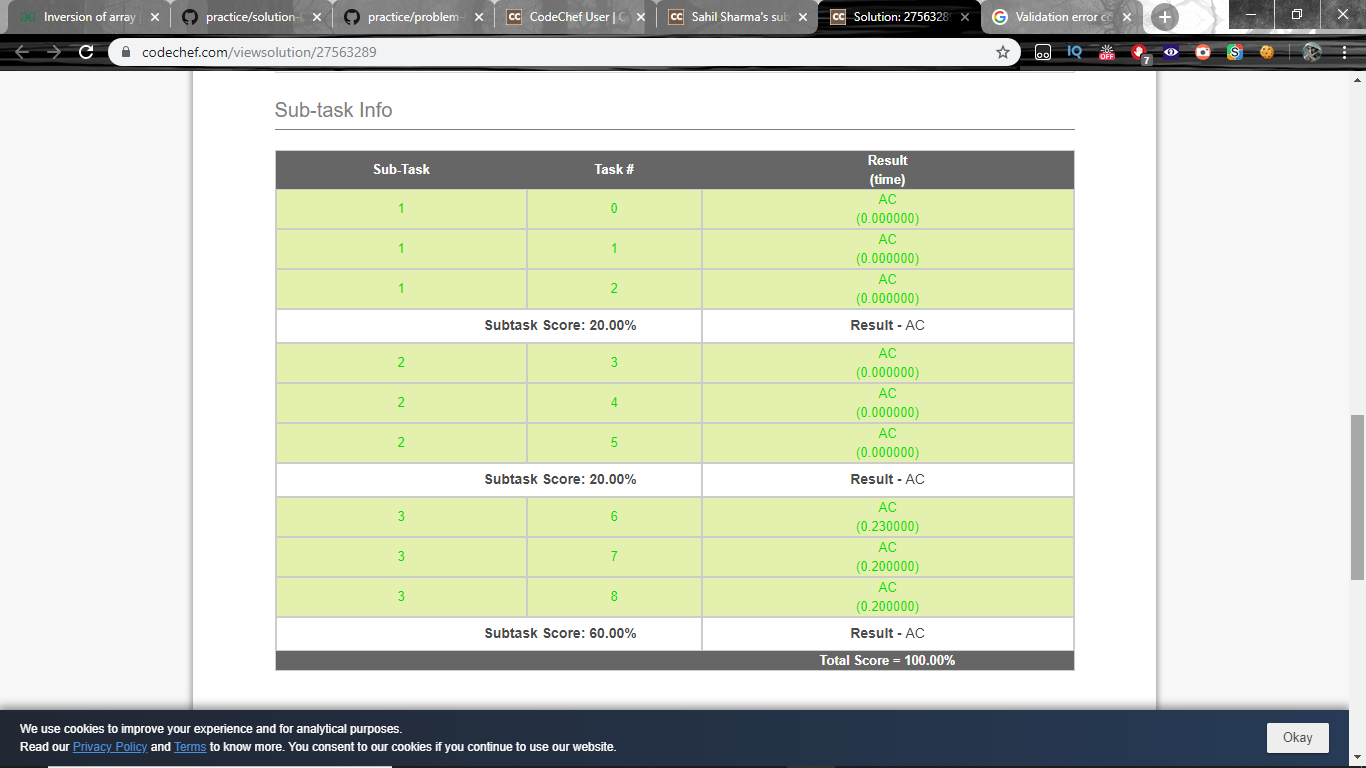 Inversion of array
practice/solution-
practice/problem-
CodeChef User | C
Sahil Sharma's sub
Solution: 2756328
Validation error co
codechef.com/viewsolution/27563289
IQ
OFF
7
S
Sub-task Info
Sub-Task Task # Result
(time)
1 0 AC
(0.000000)
1 1 AC
(0.000000)
1 2 AC
(0.000000)
Subtask Score: 20.00% Result - AC
2 3 AC
(0.000000)
2 4 AC
(0.000000)
2 5 AC
(0.000000)
Subtask Score: 20.00% Result - AC
3 6 AC
(0.230000)
3 7 AC
(0.200000)
3 8 AC
(0.200000)
Subtask Score: 60.00% Result - AC
Total Score = 100.00%
We use cookies to improve your experience and for analytical purposes.
Read our Privacy Policy and Terms to know more. You consent to our cookies if you continue to use our website.
Okay